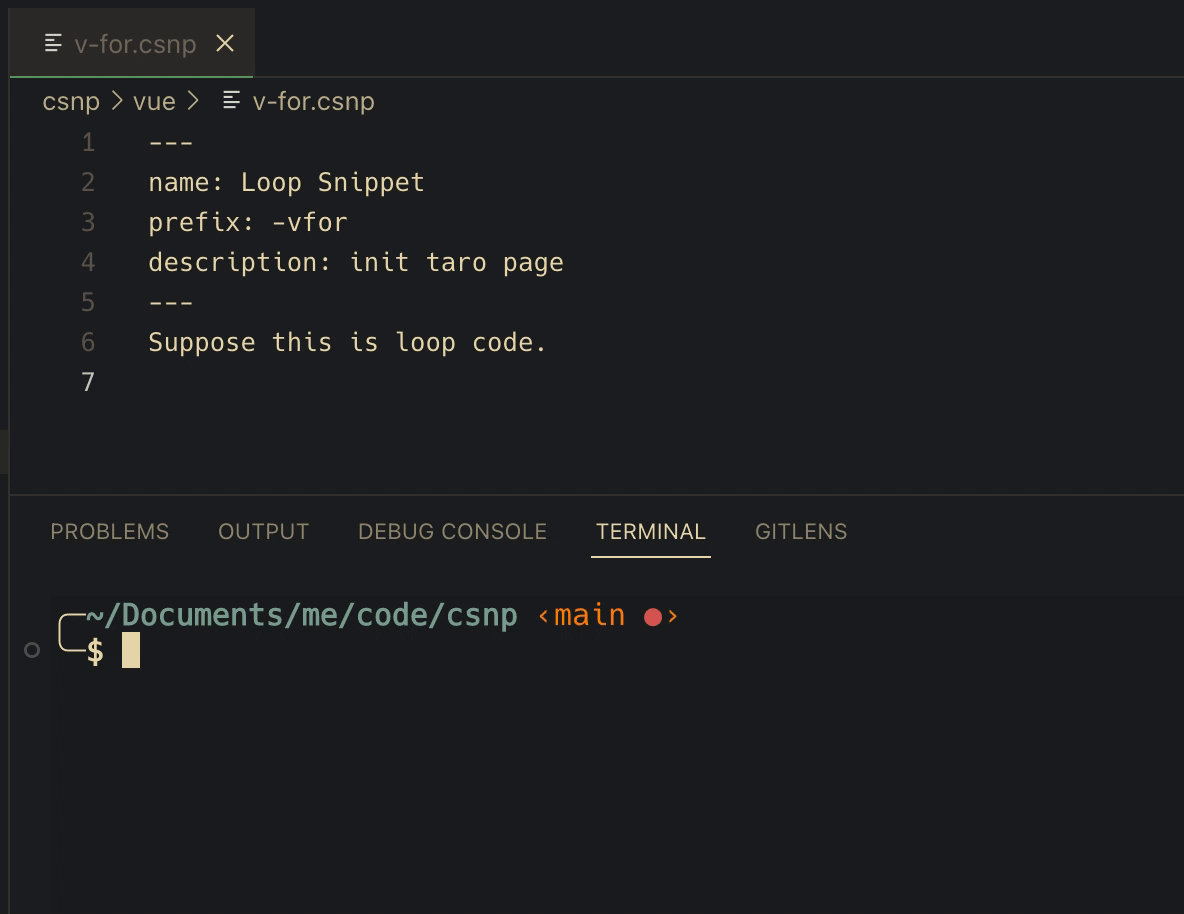 v-for.csnp
csnp > vue > v-for.csnp
1 ---
2 name: Loop Snippet
3 prefix: -vfor
4 description: init taro page
5 ---
6 Suppose this is loop code.
7
PROBLEMS OUTPUT DEBUG CONSOLE TERMINAL GITLENS
~/Documents/me/code/csnp ‹main ●›
$